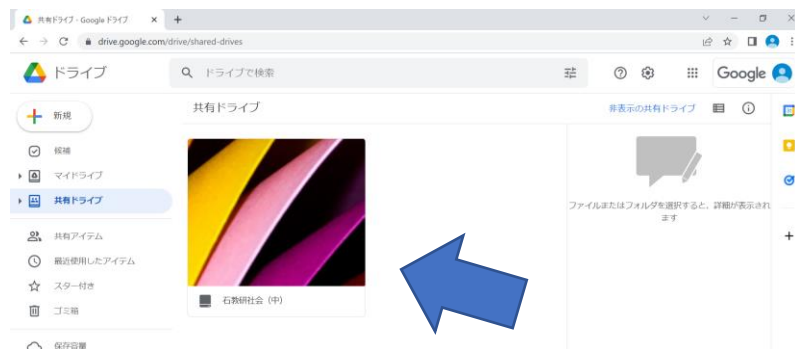 共有ドライブ - Google ドライブ
drive.google.com/drive/shared-drives
ドライブ
ドライブで検索
Google
新規
共有ドライブ
非表示の共有ドライブ
候補
マイドライブ
共有ドライブ
共有アイテム
最近使用したアイテム
スター付き
ゴミ箱
保存容量
石教研社会（中）
ファイルまたはフォルダを選択すると、詳細が表示され
ます